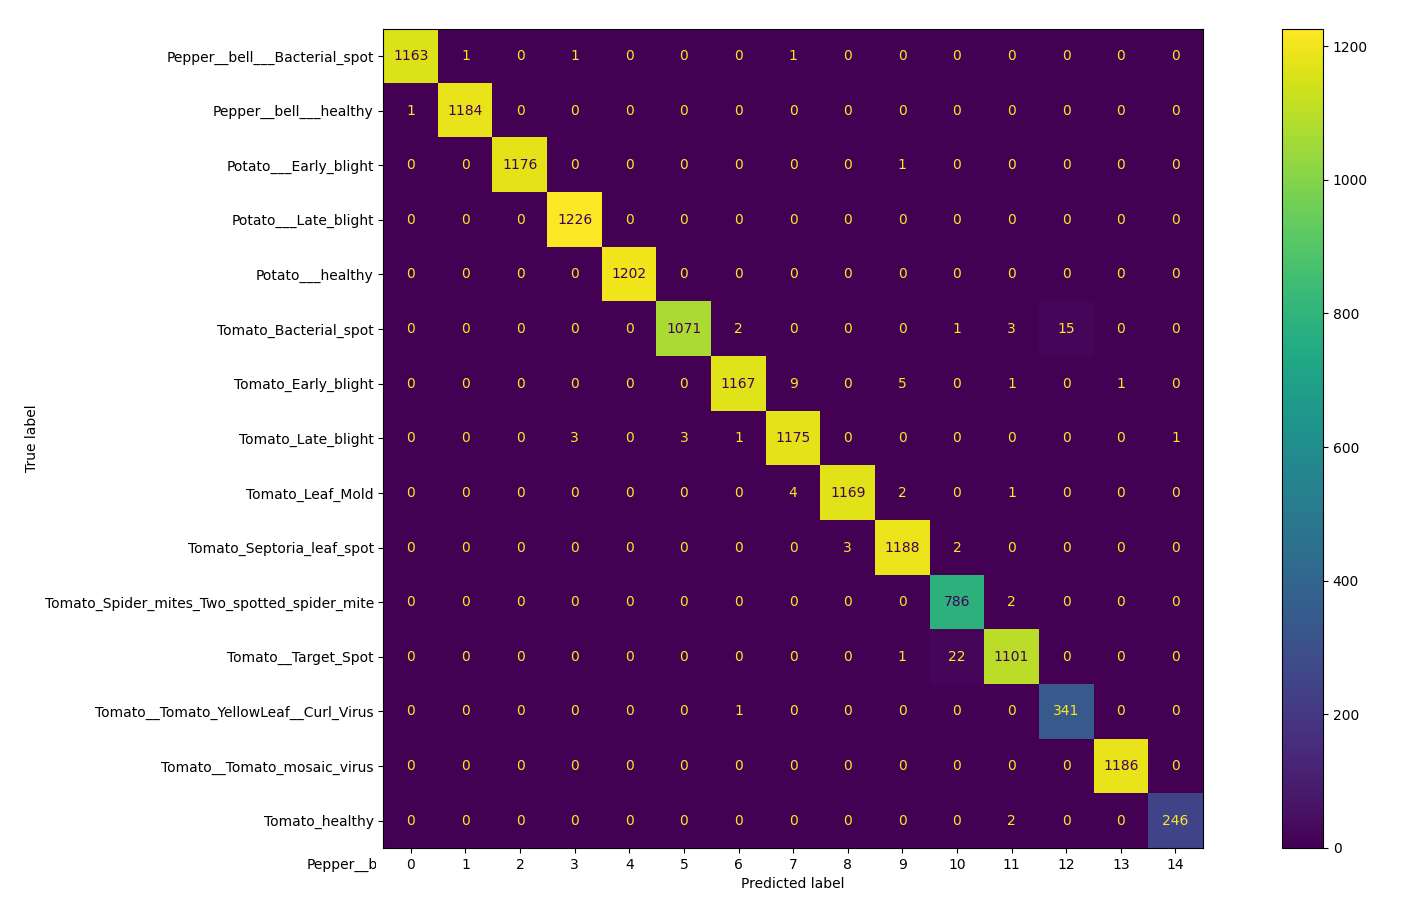 Pepper__bell___Bacterial_spot 1163 1 0 1 0 0 0 1 0 0 0 0 0 0 0 1200
Pepper__bell___healthy 1 1184 0 0 0 0 0 0 0 0 0 0 0 0 0
Potato___Early_blight 0 0 1176 0 0 0 0 0 0 1 0 0 0 0 0 1000
Potato___Late_blight 0 0 0 1226 0 0 0 0 0 0 0 0 0 0 0
Potato___healthy 0 0 0 0 1202 0 0 0 0 0 0 0 0 0 0
Tomato_Bacterial_spot 0 0 0 0 0 1071 2 0 0 0 1 3 15 0 0 800
Tomato_Early_blight 0 0 0 0 0 0 1167 9 0 5 0 1 0 1 0
True label
Tomato_Late_blight 0 0 0 3 0 3 1 1175 0 0 0 0 0 0 1 600
Tomato_Leaf_Mold 0 0 0 0 0 0 0 4 1169 2 0 1 0 0 0
Tomato_Septoria_leaf_spot 0 0 0 0 0 0 0 0 3 1188 2 0 0 0 0
Tomato_Spider_mites_Two_spotted_spider_mite 0 0 0 0 0 0 0 0 0 0 786 2 0 0 0 400
Tomato__Target_Spot 0 0 0 0 0 0 0 0 0 1 22 1101 0 0 0
Tomato__Tomato_YellowLeaf__Curl_Virus 0 0 0 0 0 0 1 0 0 0 0 0 341 0 0 200
Tomato__Tomato_mosaic_virus 0 0 0 0 0 0 0 0 0 0 0 0 0 1186 0
Tomato_healthy 0 0 0 0 0 0 0 0 0 0 0 2 0 0 246 0
Pepper__b 0 1 2 3 4 5 6 7 8 9 10 11 12 13 14
Predicted label